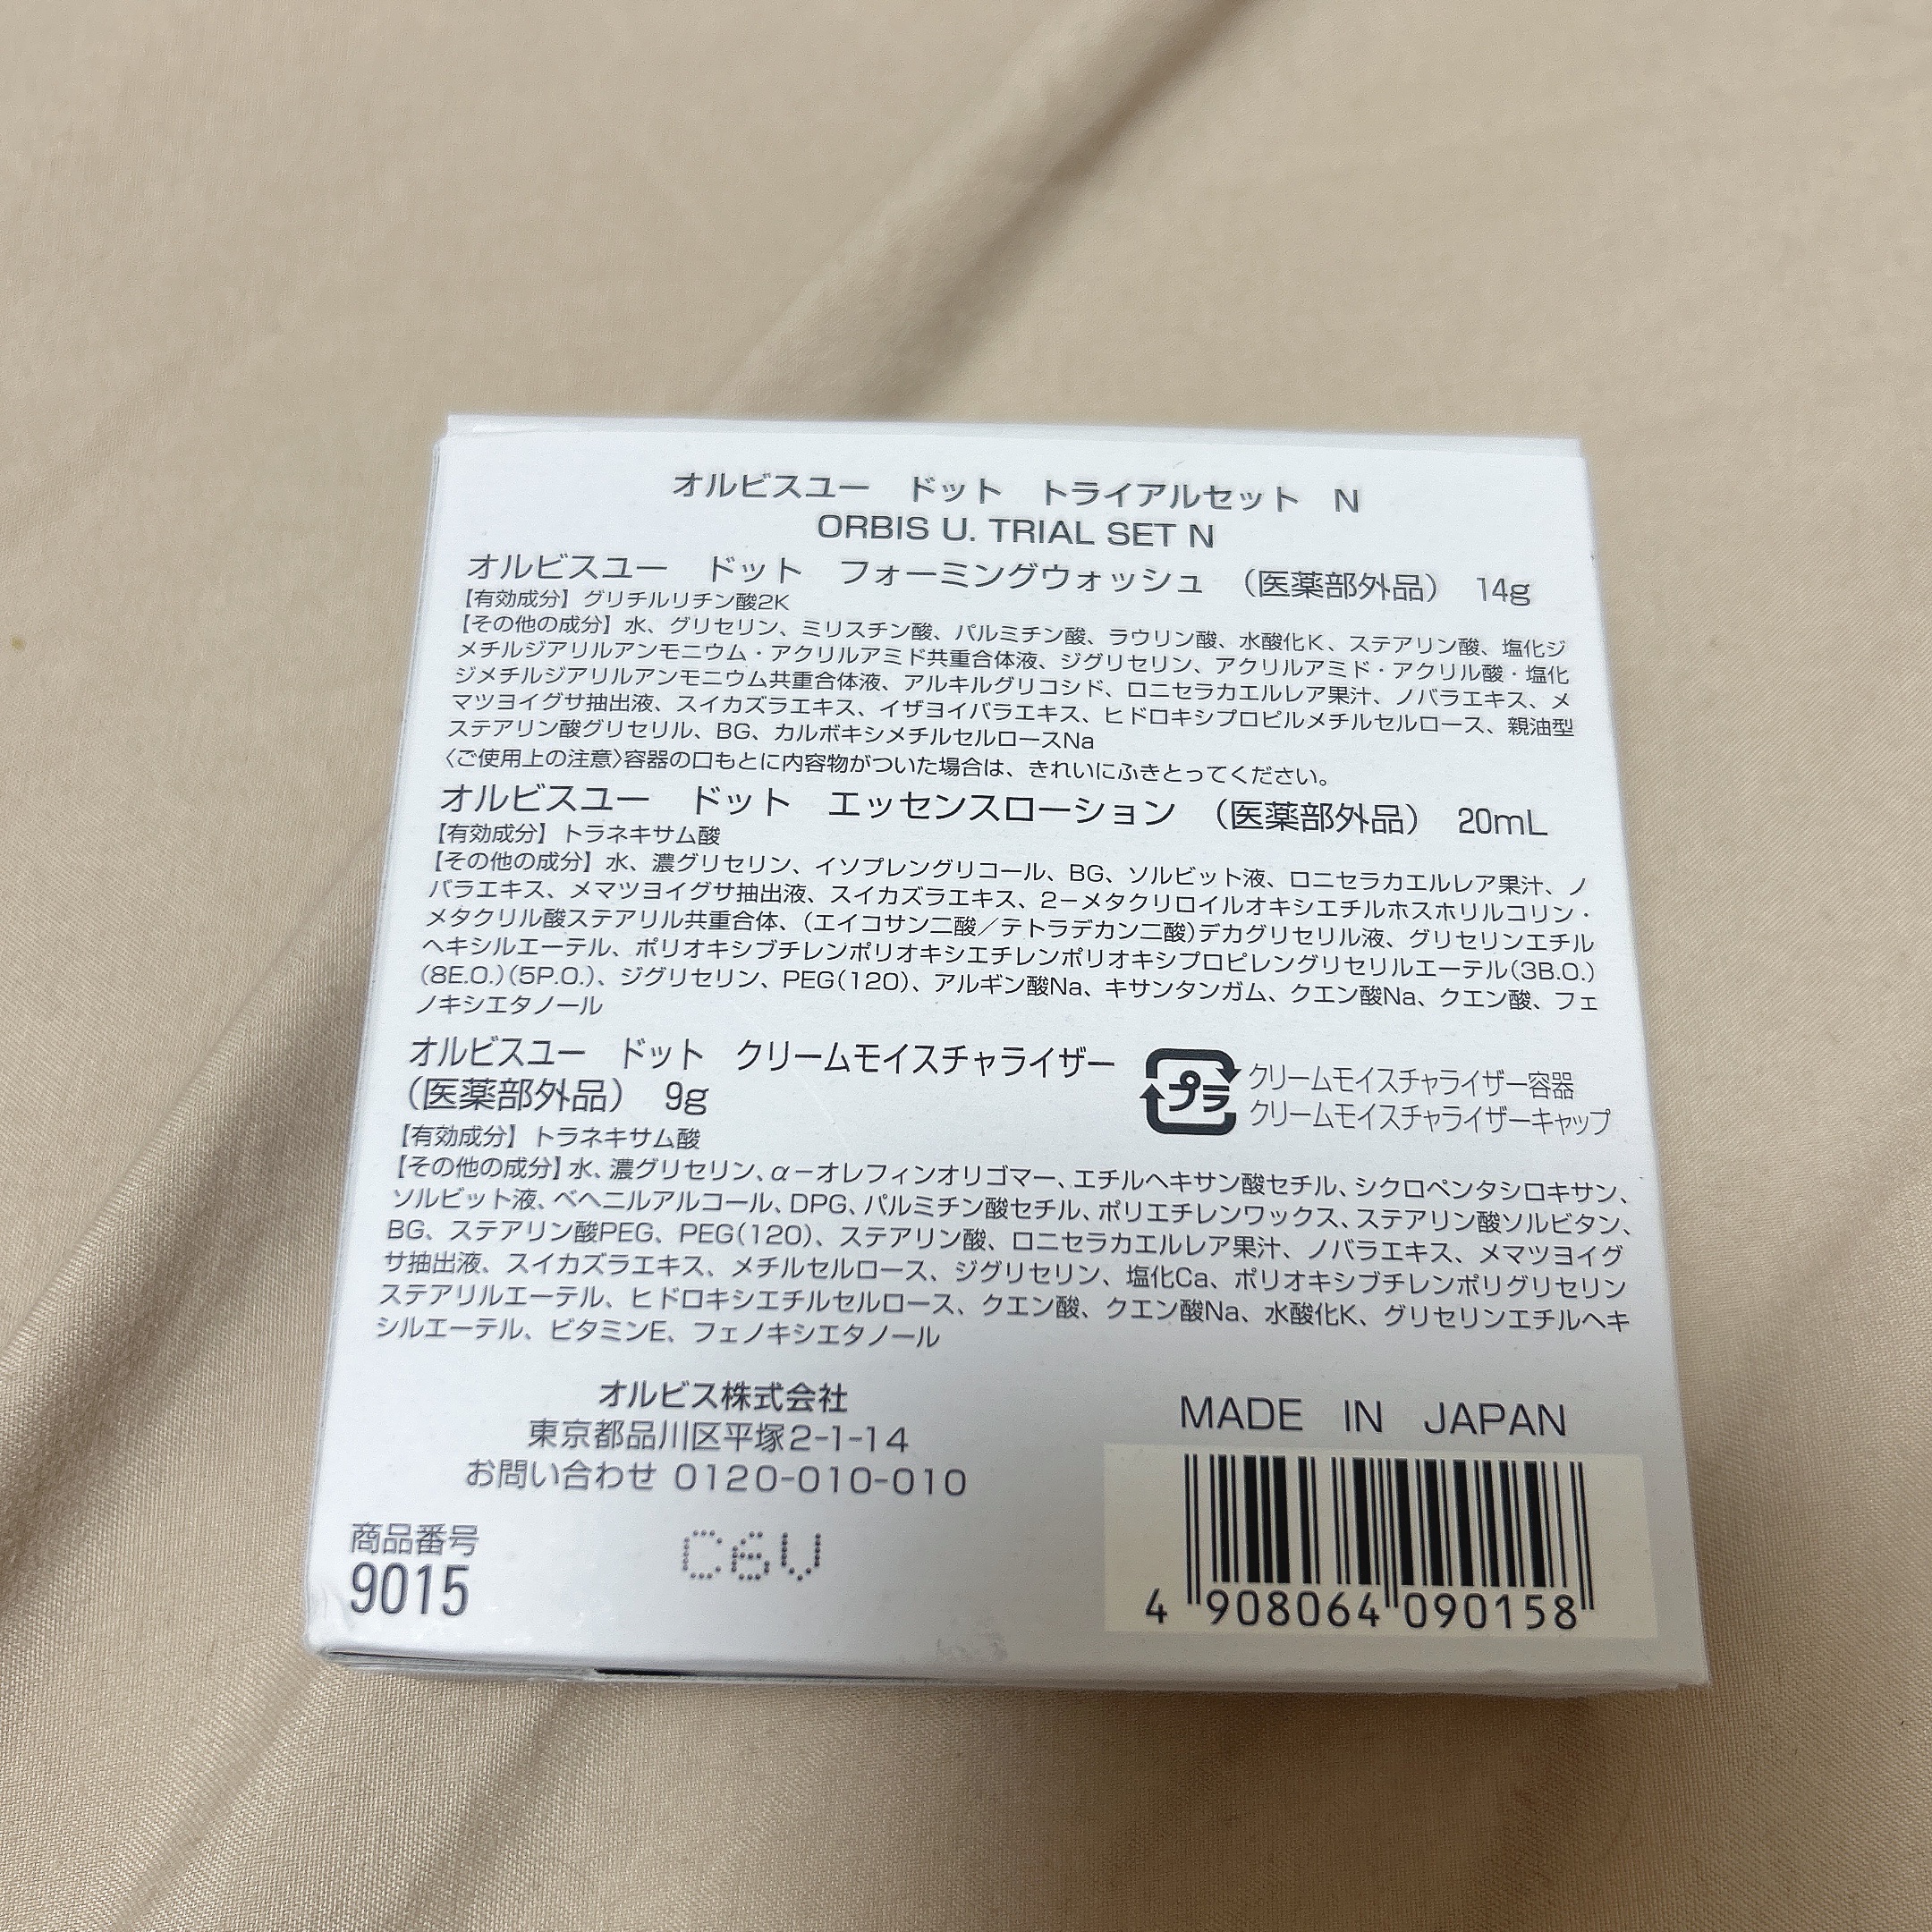 オルビスユー　ドット　トライアルセット　N
ORBIS U. TRIAL SET N
オルビスユー　ドット　フォーミングウォッシュ　（医薬部外品）　14g
【有効成分】グリチルリチン酸2K
【その他の成分】水、グリセリン、ミリスチン酸、パルミチン酸、ラウリン酸、水酸化K、ステアリン酸、塩化ジ
メチルジアリルアンモニウム・アクリルアミド共重合体液、ジグリセリン、アクリルアミド・アクリル酸・塩化
ジメチルジアリルアンモニウム共重合体液、アルキルグリコシド、ロニセラカエルレア果汁、ノバラエキス、メ
マツヨイグサ抽出液、スイカズラエキス、イザヨイバラエキス、ヒドロキシプロピルメチルセルロース、親油型
ステアリン酸グリセリル、BG、カルボキシメチルセルロースNa
〈ご使用上の注意〉容器の口もとに内容物がついた場合は、きれいにふきとってください。
オルビスユー　ドット　エッセンスローション　（医薬部外品）　20mL
【有効成分】トラネキサム酸
【その他の成分】水、濃グリセリン、イソプレングリコール、BG、ソルビット液、ロニセラカエルレア果汁、ノ
バラエキス、メマツヨイグサ抽出液、スイカズラエキス、2－メタクリロイルオキシエチルホスホリルコリン・
メタクリル酸ステアリル共重合体、（エイコサン二酸／テトラデカン二酸）デカグリセリル液、グリセリンエチル
ヘキシルエーテル、ポリオキシブチレンポリオキシエチレンポリオキシプロピレングリセリルエーテル（3B.O.）
（8E.O.）（5P.O.）、ジグリセリン、PEG（120）、アルギン酸Na、キサンタンガム、クエン酸Na、クエン酸、フェ
ノキシエタノール
オルビスユー　ドット　クリームモイスチャライザー
（医薬部外品）　9g
プラ
クリームモイスチャライザー容器
クリームモイスチャライザーキャップ
【有効成分】トラネキサム酸
【その他の成分】水、濃グリセリン、α－オレフィンオリゴマー、エチルヘキサン酸セチル、シクロペンタシロキサン、
ソルビット液、ベヘニルアルコール、DPG、パルミチン酸セチル、ポリエチレンワックス、ステアリン酸ソルビタン、
BG、ステアリン酸PEG、PEG（120）、ステアリン酸、ロニセラカエルレア果汁、ノバラエキス、メマツヨイグ
サ抽出液、スイカズラエキス、メチルセルロース、ジグリセリン、塩化Ca、ポリオキシブチレンポリグリセリン
ステアリルエーテル、ヒドロキシエチルセルロース、クエン酸、クエン酸Na、水酸化K、グリセリンエチルヘキ
シルエーテル、ビタミンE、フェノキシエタノール
オルビス株式会社
東京都品川区平塚2-1-14
お問い合わせ 0120-010-010
商品番号
9015
C6V
MADE IN JAPAN
4 908064 090158